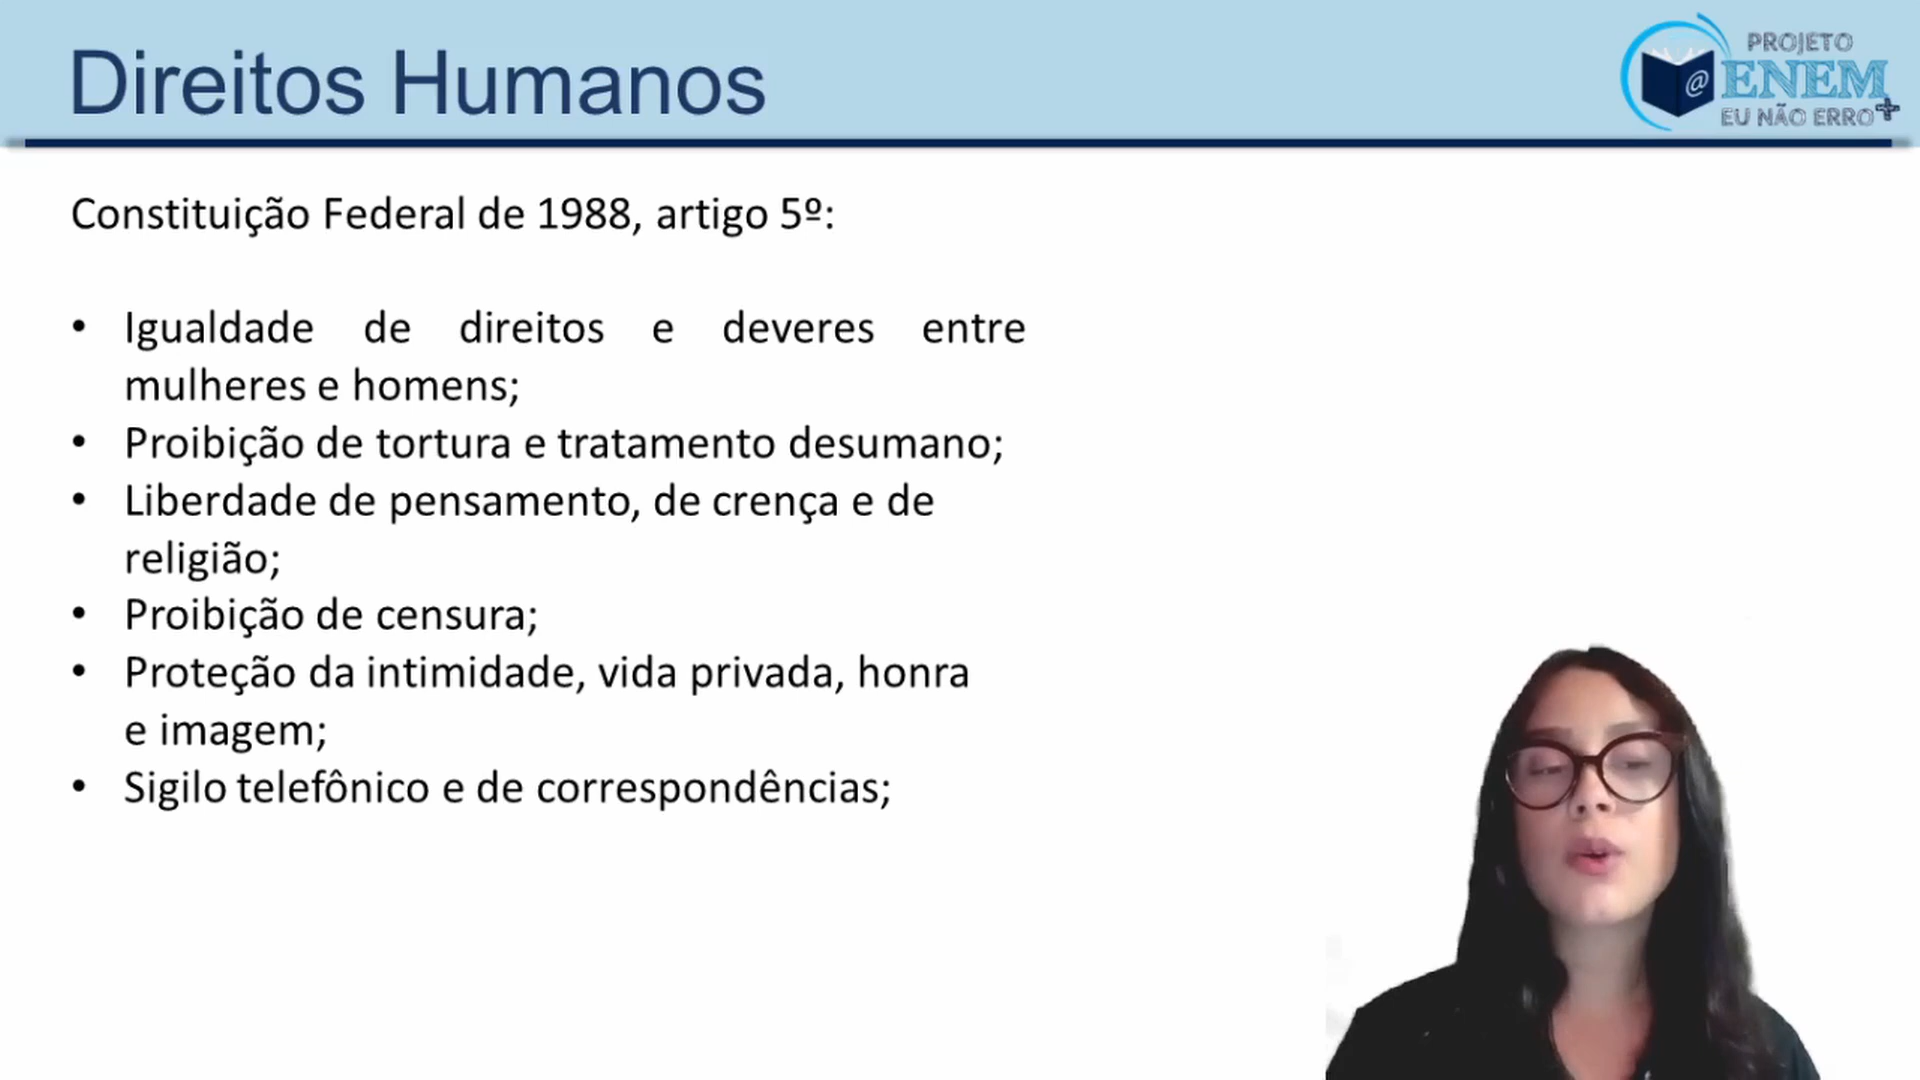 Direitos Humanos
PROJETO
@ENEM+
EU NÃO ERRO
Constituição Federal de 1988, artigo 5º:
• Igualdade de direitos e deveres entre
mulheres e homens;
• Proibição de tortura e tratamento desumano;
• Liberdade de pensamento, de crença e de
religião;
• Proibição de censura;
• Proteção da intimidade, vida privada, honra
e imagem;
• Sigilo telefônico e de correspondências;